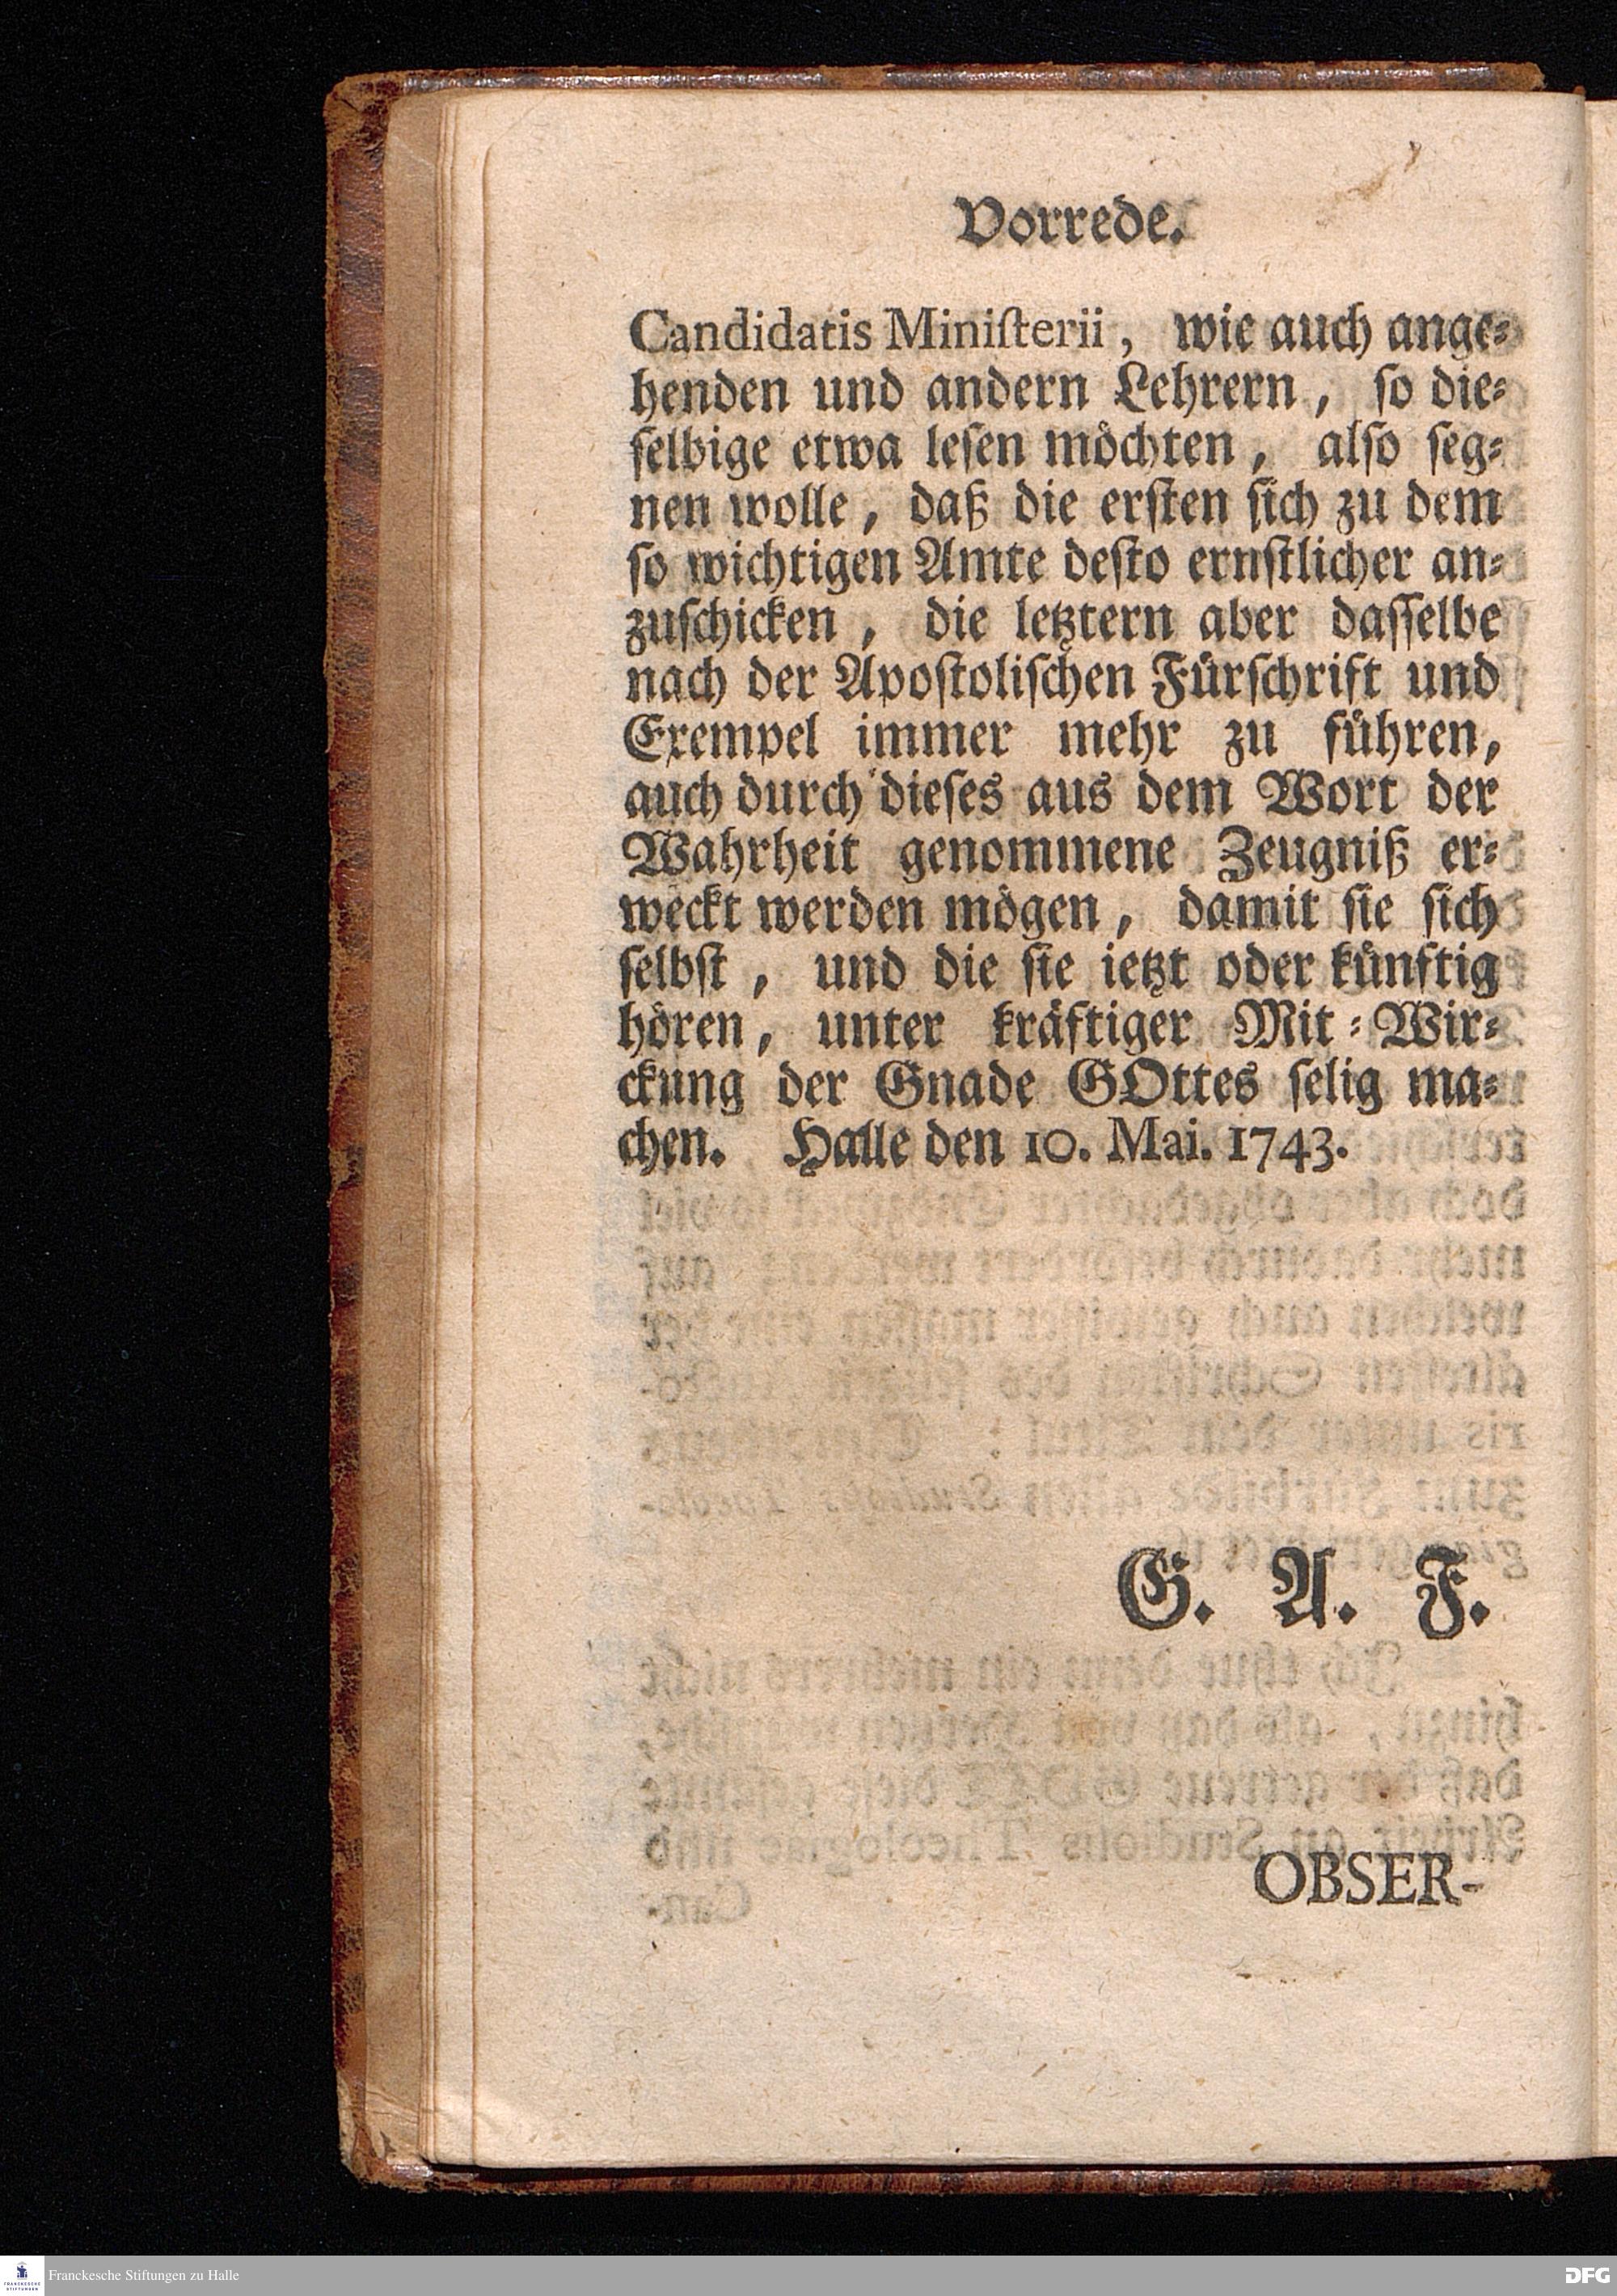 Vorrede.
Candidatis Miniſterii, wie auch ange-
henden und andern Lehrern, ſo die-
ſelbige etwa leſen möchten, alſo ſeg-
nen wolle, daß die erſten ſich zu dem
ſo wichtigen Amte deſto ernſtlicher an-
zuſchicken, die letztern aber daſſelbe
nach der Apoſtoliſchen Fürſchrift und
Exempel immer mehr zu führen,
auch durch dieſes aus dem Wort der
Wahrheit genommene Zeugniß er-
weckt werden mögen, damit ſie ſich
ſelbſt, und die ſie ietzt oder künftig
hören, unter kräftiger Mit-Wir-
ckung der Gnade GOttes ſelig ma-
chen. Halle den 10. Mai. 1743.
G. A. F.
OBSER-
FRANCKESCHE STIFTUNGEN
Franckesche Stiftungen zu Halle
DFG